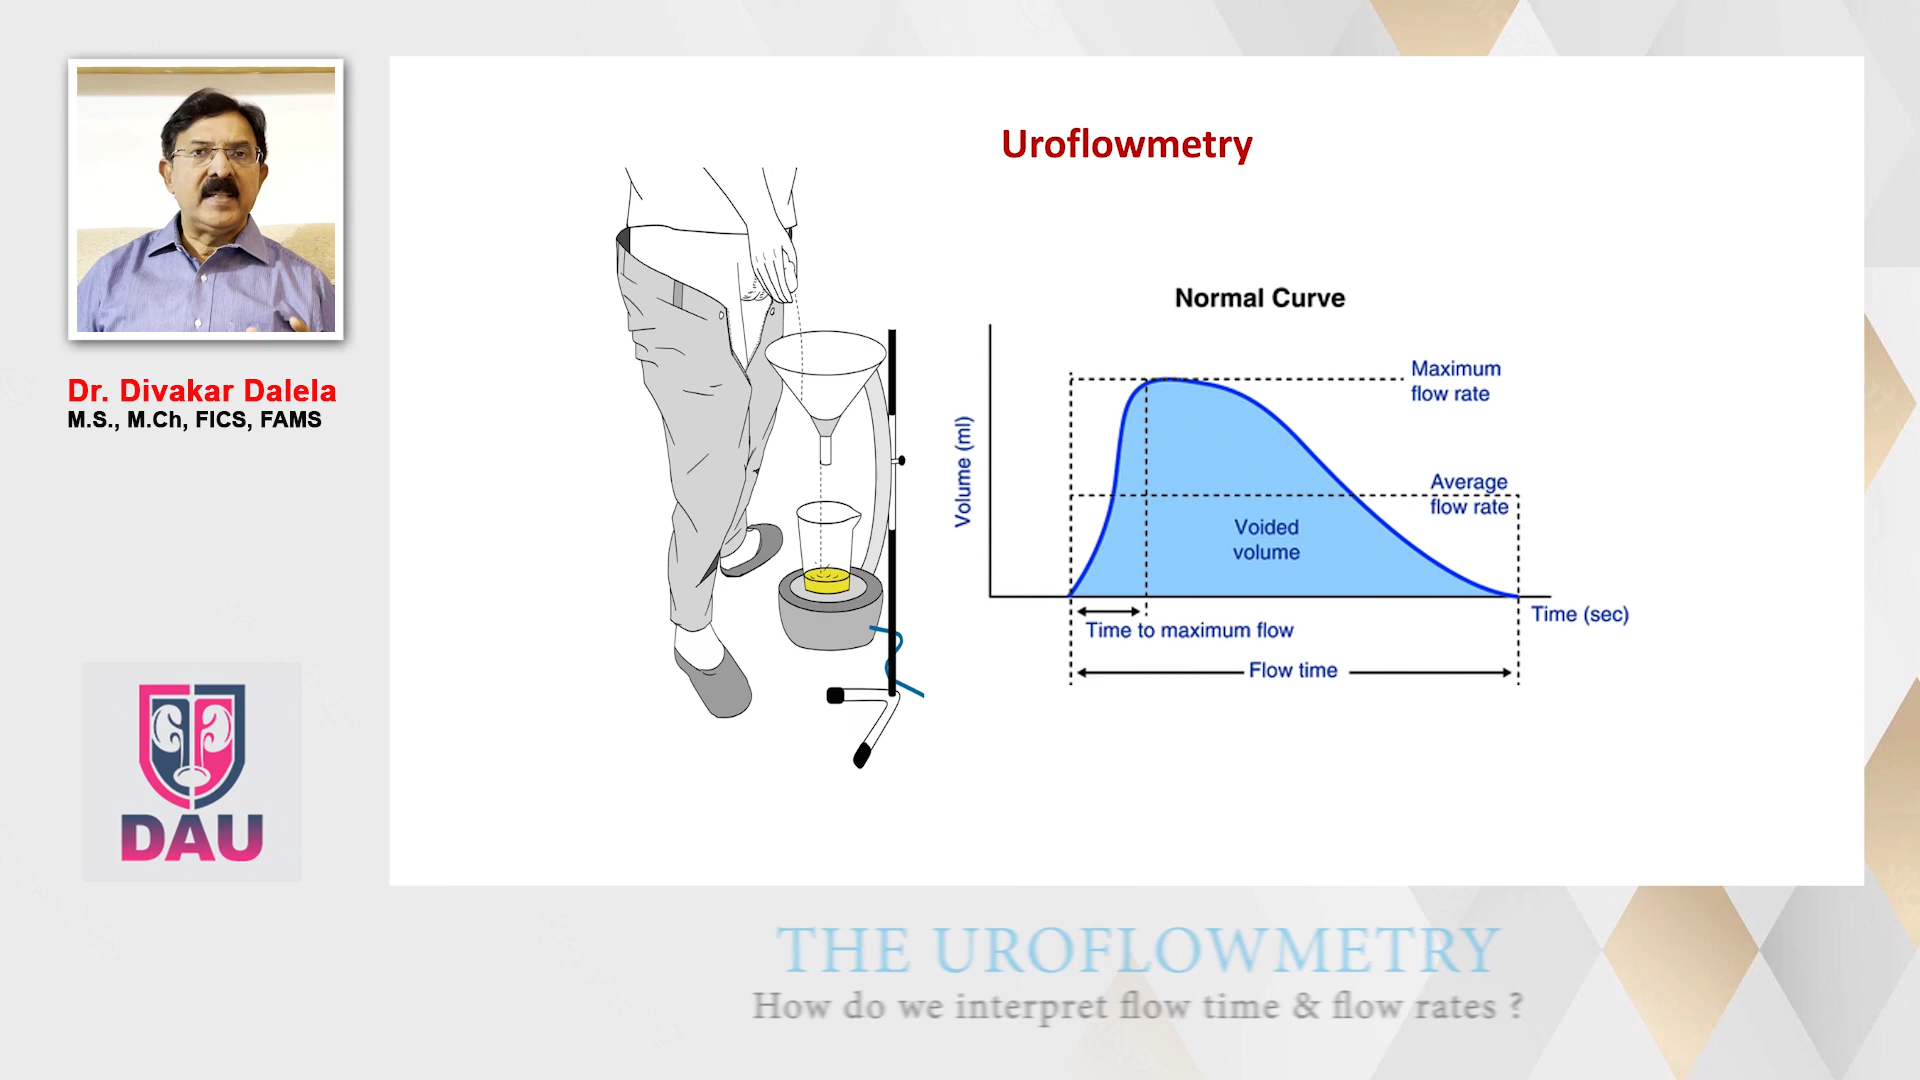 Uroflowmetry
Dr. Divakar Dalela
M.S., M.Ch, FICS, FAMS
Normal Curve
Volume (ml)
Maximum
flow rate
Average
flow rate
Voided
volume
Time (sec)
Time to maximum flow
Flow time
DAU
THE UROFLOWMETRY
How do we interpret flow time & flow rates ?